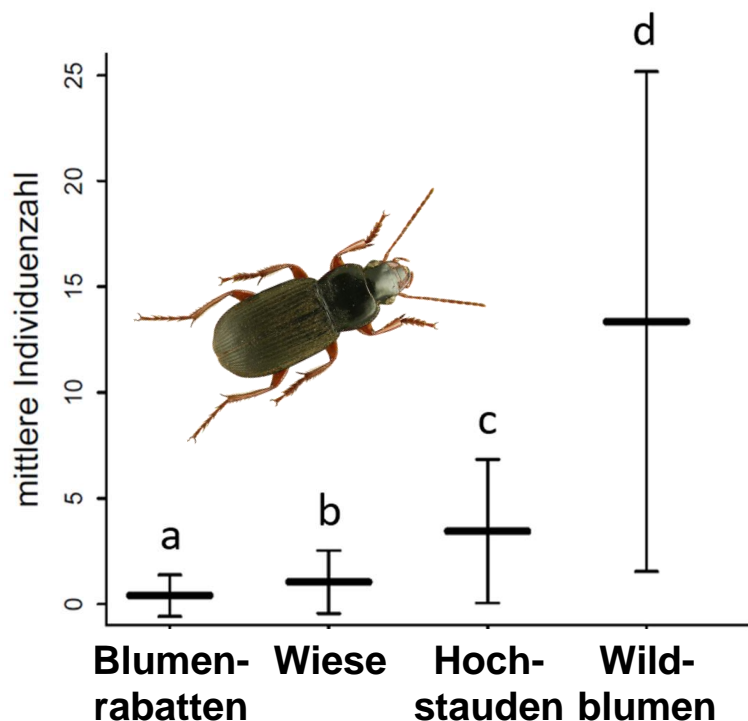 d
25
20
15
10
5
0
mittlere Individuenzahl
c
b
a
Blumen-
rabatten
Wiese
Hoch-
stauden
Wild-
blumen